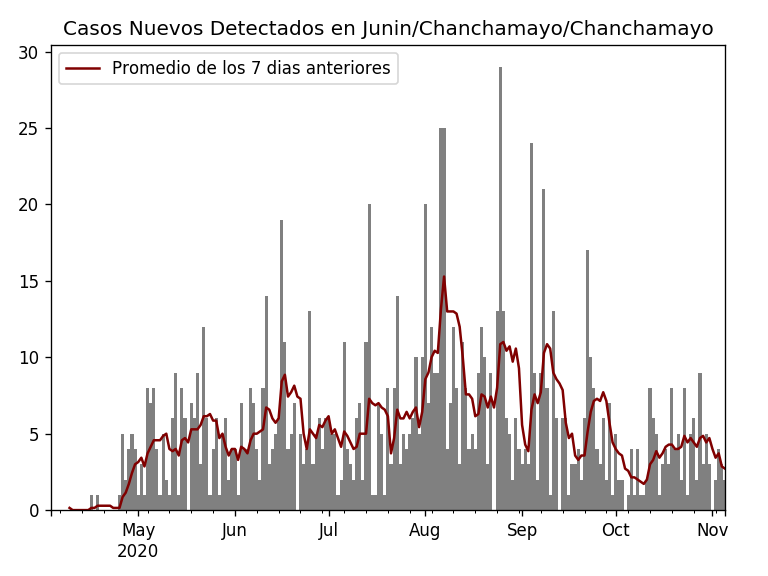 Casos Nuevos Detectados en Junin/Chanchamayo/Chanchamayo
Promedio de los 7 dias anteriores
30
25
20
15
10
5
0
May Jun Jul Aug Sep Oct Nov
2020